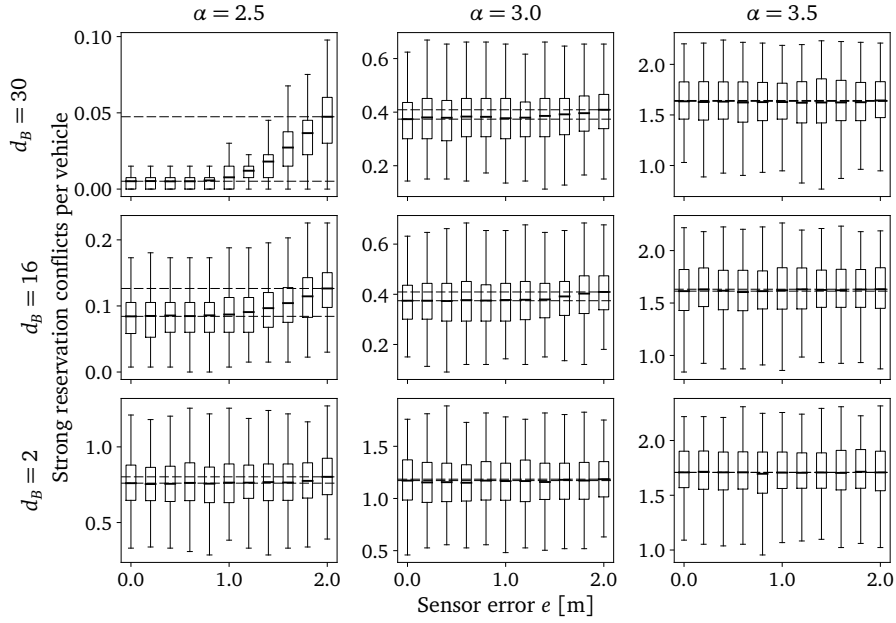 α = 2.5
α = 3.0
α = 3.5
d_B = 30
d_B = 16
d_B = 2
Strong reservation conflicts per vehicle
0.10
0.05
0.00
0.6
0.4
0.2
2.0
1.5
1.0
0.2
0.1
0.0
0.6
0.4
0.2
2.0
1.5
1.0
1.0
0.5
1.5
1.0
0.5
2.0
1.5
1.0
0.0 1.0 2.0
0.0 1.0 2.0
0.0 1.0 2.0
Sensor error e [m]